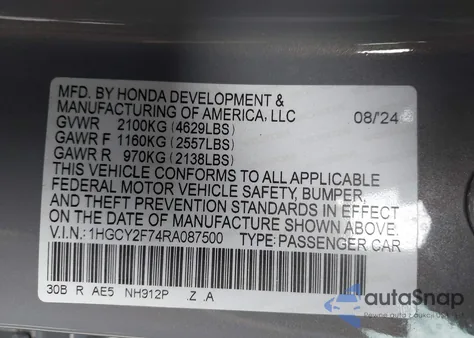 MFD. BY HONDA DEVELOPMENT &
MANUFACTURING OF AMERICA, LLC 08/'24
GVWR 2100KG (4629LBS)
GAWR F 1160KG (2557LBS)
GAWR R 970KG (2138LBS)
THIS VEHICLE CONFORMS TO ALL APPLICABLE
FEDERAL MOTOR VEHICLE SAFETY, BUMPER,
AND THEFT PREVENTION STANDARDS IN EFFECT
ON THE DATE OF MANUFACTURE SHOWN ABOVE.
V.I.N.: 1HGCY2F74RA087500 TYPE: PASSENGER CAR
30B R AE5 NH912P .Z .A
autoSnap